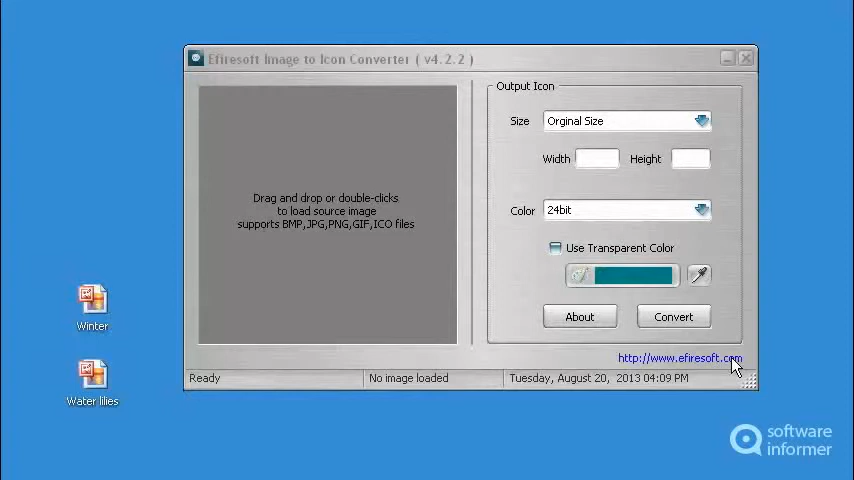 Efiresoft Image to Icon Converter ( v4.2.2 )
Output Icon
Size
Orginal Size
Width
Height
Drag and drop or double-clicks
to load source image
supports BMP,JPG,PNG,GIF,ICO files
Color
24bit
Use Transparent Color
About
Convert
http://www.efiresoft.com
Ready
No image loaded
Tuesday, August 20, 2013 04:09 PM
Winter
Water lilies
software
informer